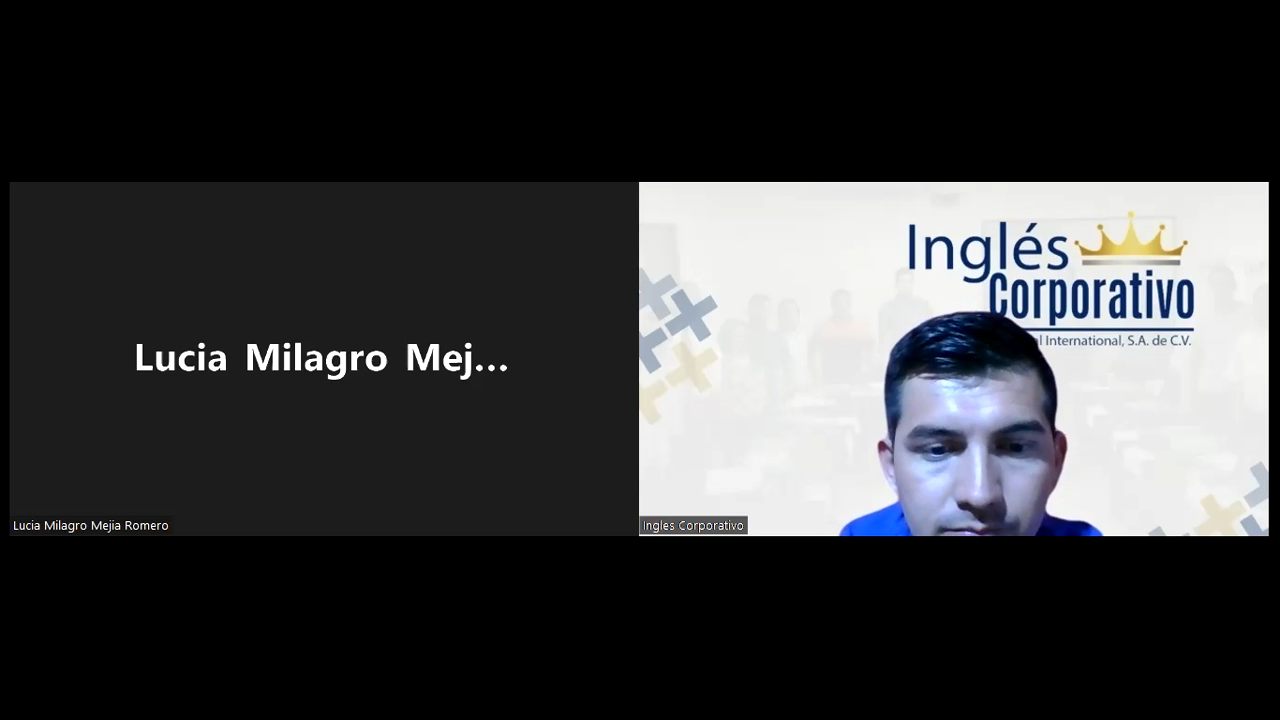 Lucia Milagro Mej...
Lucia Milagro Mejia Romero
Inglés
Corporativo
International, S.A. de C.V.
Ingles Corporativo